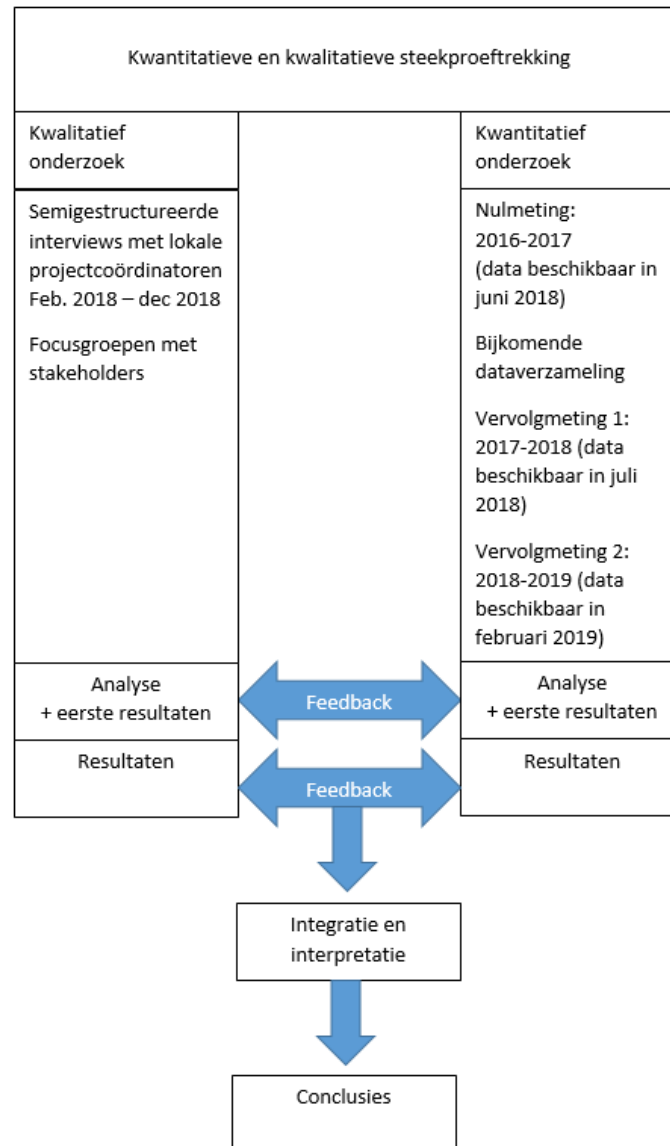 Kwantitatieve en kwalitatieve steekproeftrekking
Kwalitatief
onderzoek
Semigestructureerde
interviews met lokale
projectcoördinatoren
Feb. 2018 – dec 2018
Focusgroepen met
stakeholders
Kwantitatief
onderzoek
Nulmeting:
2016-2017
(data beschikbaar in
juni 2018)
Bijkomende
dataverzameling
Vervolgmeting 1:
2017-2018 (data
beschikbaar in juli
2018)
Vervolgmeting 2:
2018-2019 (data
beschikbaar in
februari 2019)
Analyse
+ eerste resultaten
Feedback
Analyse
+ eerste resultaten
Resultaten
Feedback
Resultaten
Integratie en
interpretatie
Conclusies